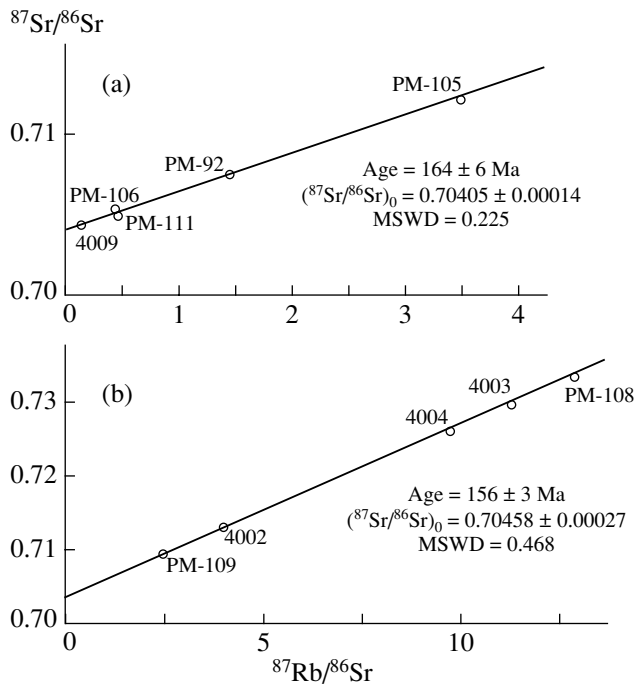 ⁸⁷Sr/⁸⁶Sr
(a)
PM-105
0.71
PM-92
Age = 164 ± 6 Ma
PM-106
(⁸⁷Sr/⁸⁶Sr)₀ = 0.70405 ± 0.00014
PM-111
MSWD = 0.225
4009
0.70
0 1 2 3 4
(b)
0.73
4003
PM-108
4004
0.72
Age = 156 ± 3 Ma
(⁸⁷Sr/⁸⁶Sr)₀ = 0.70458 ± 0.00027
4002
MSWD = 0.468
0.71
PM-109
0.70
0 5 10
⁸⁷Rb/⁸⁶Sr